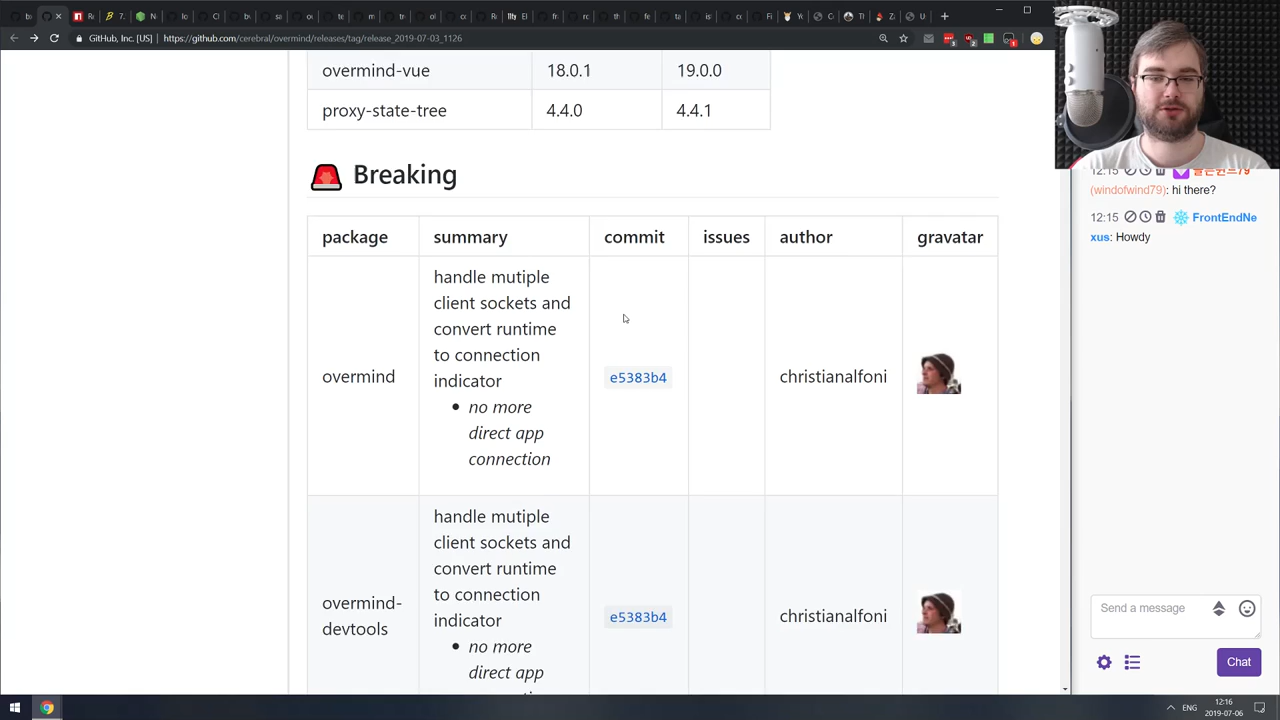 GitHub, Inc. [US]
https://github.com/cerebral/overmind/releases/tag/release_2019-07-03_1126
overmind-vue 18.0.1 19.0.0
proxy-state-tree 4.4.0 4.4.1
Breaking
package summary commit issues author gravatar
handle mutiple
client sockets and
convert runtime
to connection
indicator
overmind e5383b4 christianalfoni
no more
direct app
connection
handle mutiple
client sockets and
convert runtime
to connection
indicator
overmind-
devtools e5383b4 christianalfoni
no more
direct app
12:15
(windofwind79): hi there?
12:15 FrontEndNe
xus: Howdy
Send a message
Chat
ENG
12:16
2019-07-06